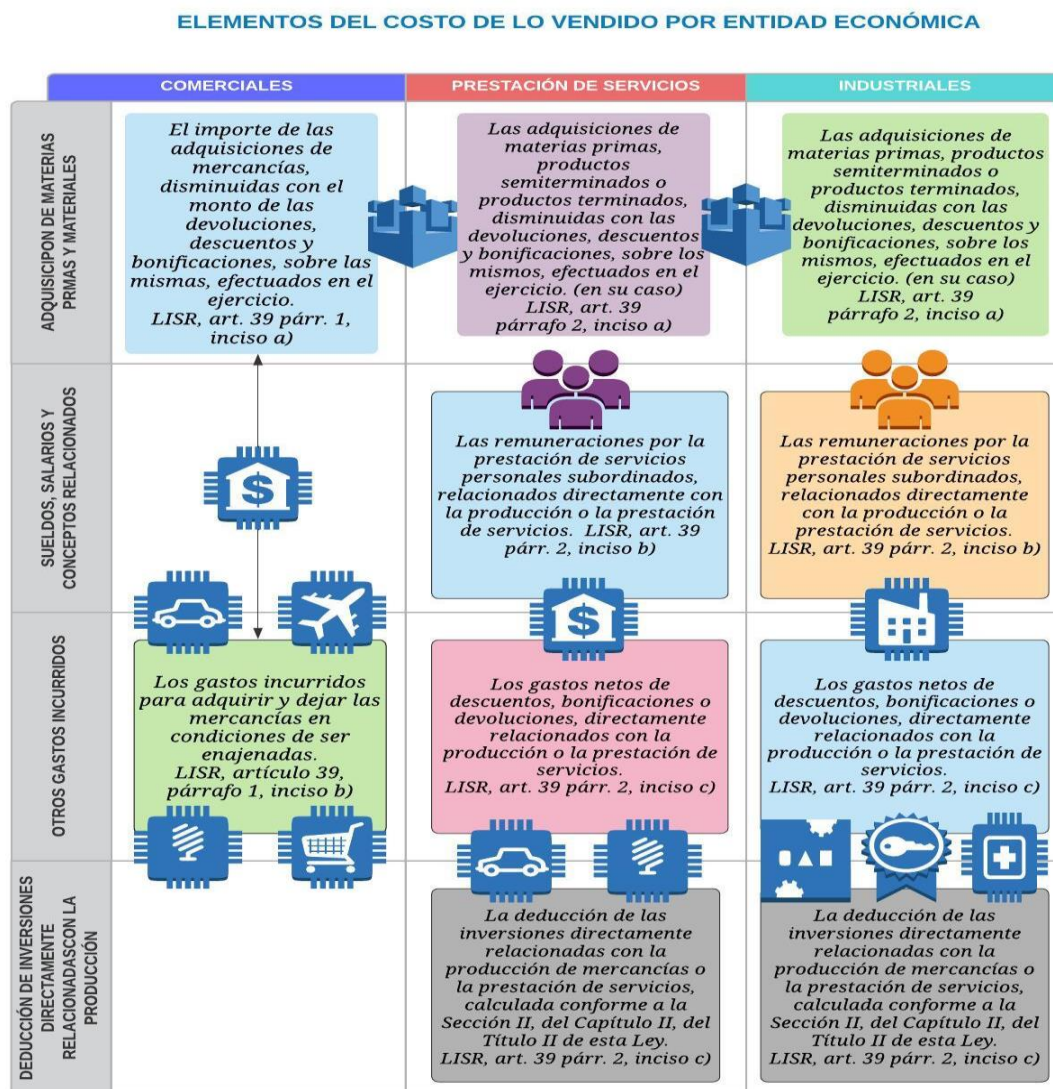 ELEMENTOS DEL COSTO DE LO VENDIDO POR ENTIDAD ECONÓMICA
COMERCIALES
PRESTACIÓN DE SERVICIOS
INDUSTRIALES
ADQUISICIPON DE MATERIAS
PRMAS Y MATERIALES
El importe de las
adquisiciones de
mercancías,
disminuidas con el
monto de las
devoluciones,
descuentos y
bonificaciones, sobre las
mismas, efectuados en el
ejercicio.
LISR, art. 39 párr. 1,
inciso a)
Las adquisiciones de
materias primas,
productos
semiterminados o
productos terminados,
disminuidas con las
devoluciones, descuentos
y bonificaciones, sobre los
mismos, efectuados en el
ejercicio. (en su caso)
LISR, art. 39
párrafo 2, inciso a)
Las adquisiciones de
materias primas, productos
semiterminados o
productos terminados,
disminuidas con las
devoluciones, descuentos y
bonificaciones, sobre los
mismos, efectuados en el
ejercicio. (en su caso)
LISR, art. 39
párrafo 2, inciso a)
SUELDOS, SALARIOS Y
CONCEPTOS RELACIONADOS
$
Las remuneraciones por la
prestación de servicios
personales subordinados,
relacionados directamente con
la producción o la prestación
de servicios. LISR, art. 39
párr. 2, inciso b)
Las remuneraciones por la
prestación de servicios
personales subordinados,
relacionados directamente
con la producción o la
prestación de servicios.
LISR, art. 39 párr. 2, inciso b)
OTROS GASTOS INCURRIDOS
Los gastos incurridos
para adquirir y dejar las
mercancías en
condiciones de ser
enajenadas.
LISR, artículo 39,
párrafo 1, inciso b)
$
Los gastos netos de
descuentos, bonificaciones o
devoluciones, directamente
relacionados con la
producción o la prestación de
servicios.
LISR, art. 39 párr. 2, inciso c)
Los gastos netos de
descuentos, bonificaciones o
devoluciones, directamente
relacionados con la
producción o la prestación de
servicios.
LISR, art. 39 párr. 2, inciso c)
DEDUCCIÓN DE INVERSIONES
DIRECTAMENTE
RELACIONADASCON LA
PRODUCCIÓN
La deducción de las
inversiones directamente
relacionadas con la
producción de mercancías o
la prestación de servicios,
calculada conforme a la
Sección II, del Capítulo II, del
Título II de esta Ley.
LISR, art. 39 párr. 2, inciso c)
La deducción de las
inversiones directamente
relacionadas con la
producción de mercancías o
la prestación de servicios,
calculada conforme a la
Sección II, del Capítulo II, del
Título II de esta Ley.
LISR, art. 39 párr. 2, inciso c)